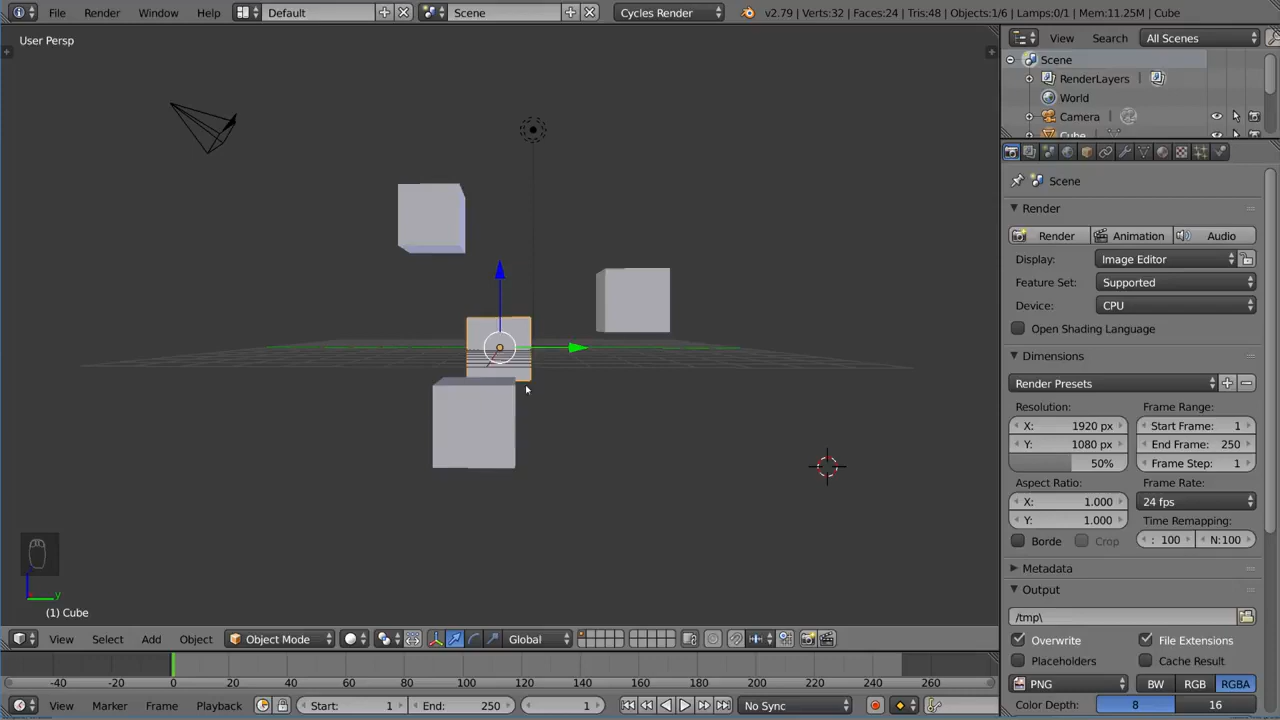 File Render Window Help Default Scene Cycles Render v2.79 | Verts:32 | Faces:24 | Tris:48 | Objects:1/6 | Lamps:0/1 | Mem:11.25M | Cube
User Persp
View Search All Scenes
Scene
RenderLayers
World
Camera
Cube
Scene
Render
Render Animation Audio
Display: Image Editor
Feature Set: Supported
Device: CPU
Open Shading Language
Dimensions
Render Presets
Resolution: Frame Range:
X: 1920 px Start Frame: 1
Y: 1080 px End Frame: 250
50% Frame Step: 1
Aspect Ratio: Frame Rate:
X: 1.000 24 fps
Y: 1.000 Time Remapping:
Borde Crop : 100 N:100
Metadata
Output
/tmp\
Overwrite File Extensions
Placeholders Cache Result
PNG BW RGB RGBA
Color Depth: 8 16
y
(1) Cube
View Select Add Object Object Mode Global
-40 -20 0 20 40 60 80 100 120 140 160 180 200 220 240 260
View Marker Frame Playback Start: 1 End: 250 1 No Sync